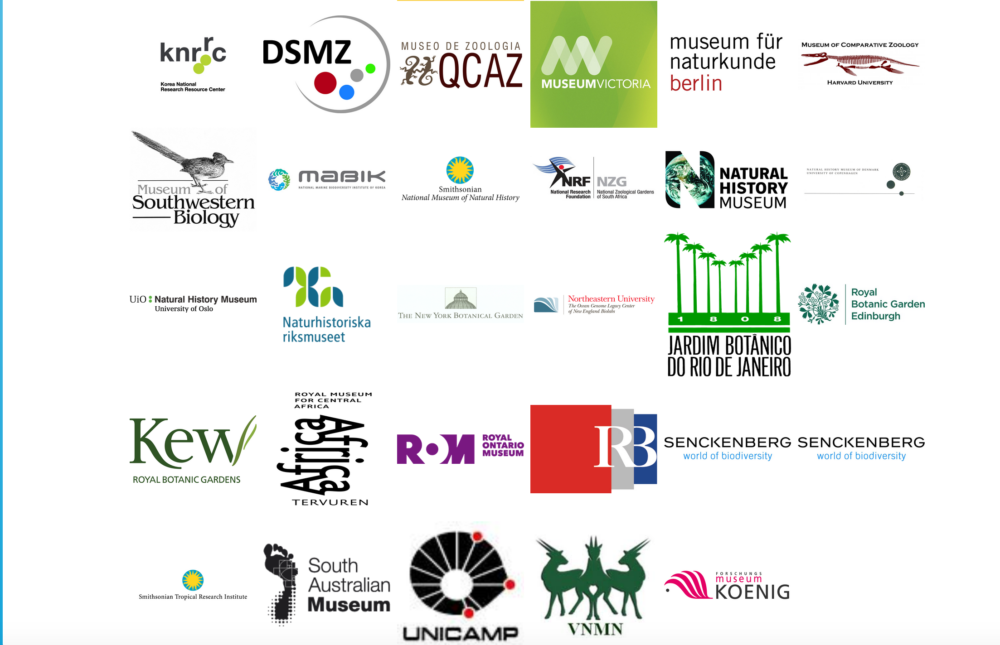 knrrc
Korea National
Research Resource Center
DSMZ
MUSEO DE ZOOLOGIA
QCAZ
MUSEUMVICTORIA
museum für
naturkunde
berlin
MUSEUM OF COMPARATIVE ZOOLOGY
HARVARD UNIVERSITY
Museum of
Southwestern
Biology
MABIK
NATIONAL MARINE BIODIVERSITY INSTITUTE OF KOREA
Smithsonian
National Museum of Natural History
NRF
National Research
Foundation
NZG
National Zoological Gardens
of South Africa
N
NATURAL
HISTORY
MUSEUM
NATURAL HISTORY MUSEUM OF DENMARK
UNIVERSITY OF COPENHAGEN
UiO : Natural History Museum
University of Oslo
Naturhistoriska
riksmuseet
THE NEW YORK BOTANICAL GARDEN
Northeastern University
The Ocean Genome Legacy Center
of New England Biolabs
1 8 0 8
JARDIM BOTÂNICO
DO RIO DE JANEIRO
Royal
Botanic Garden
Edinburgh
Kew
ROYAL BOTANIC GARDENS
ROYAL MUSEUM
FOR CENTRAL
AFRICA
Africa
Africa
TERVUREN
ROM
ROYAL
ONTARIO
MUSEUM
RB
SENCKENBERG
world of biodiversity
SENCKENBERG
world of biodiversity
Smithsonian Tropical Research Institute
South
Australian
Museum
UNICAMP
VNMN
FORSCHUNGS
museum
KOENIG